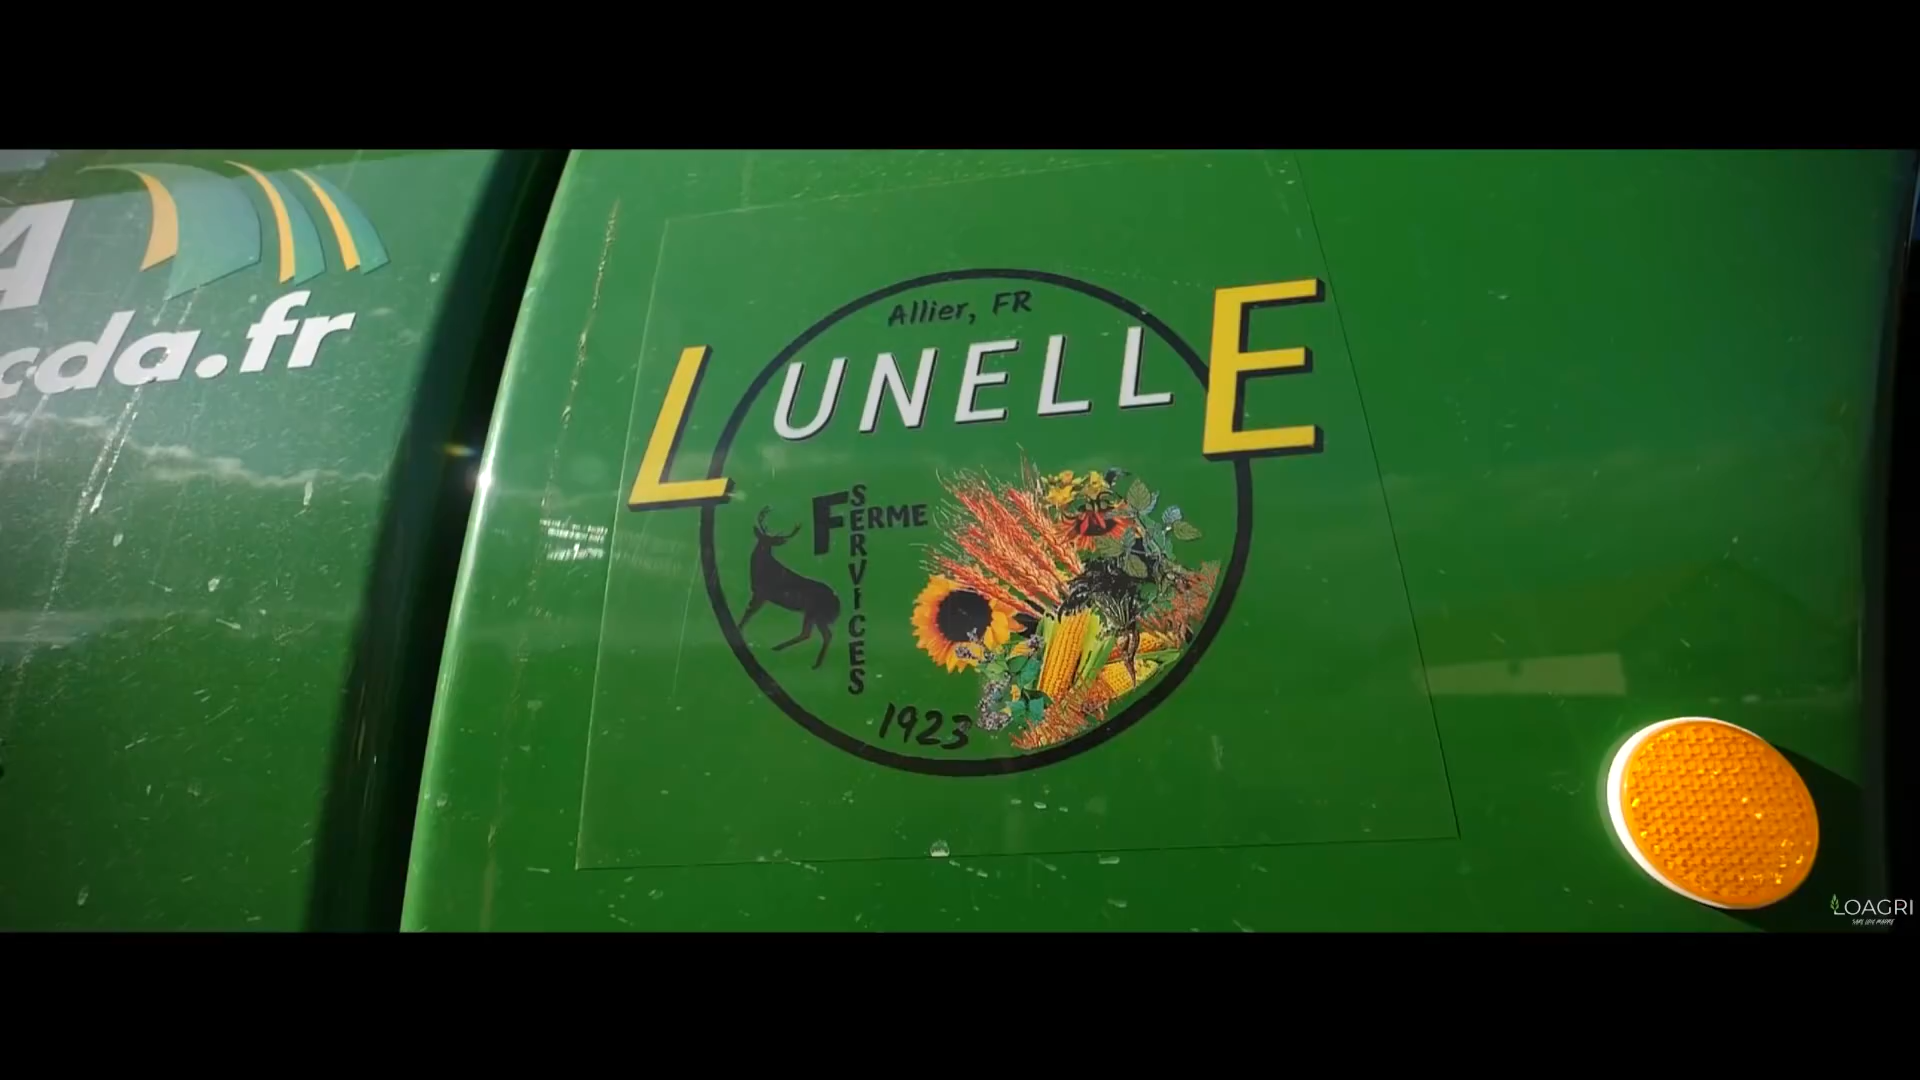 A
cda.fr
Allier, FR
LUNELLE
FERME
SERVICES
1923
LOAGRI